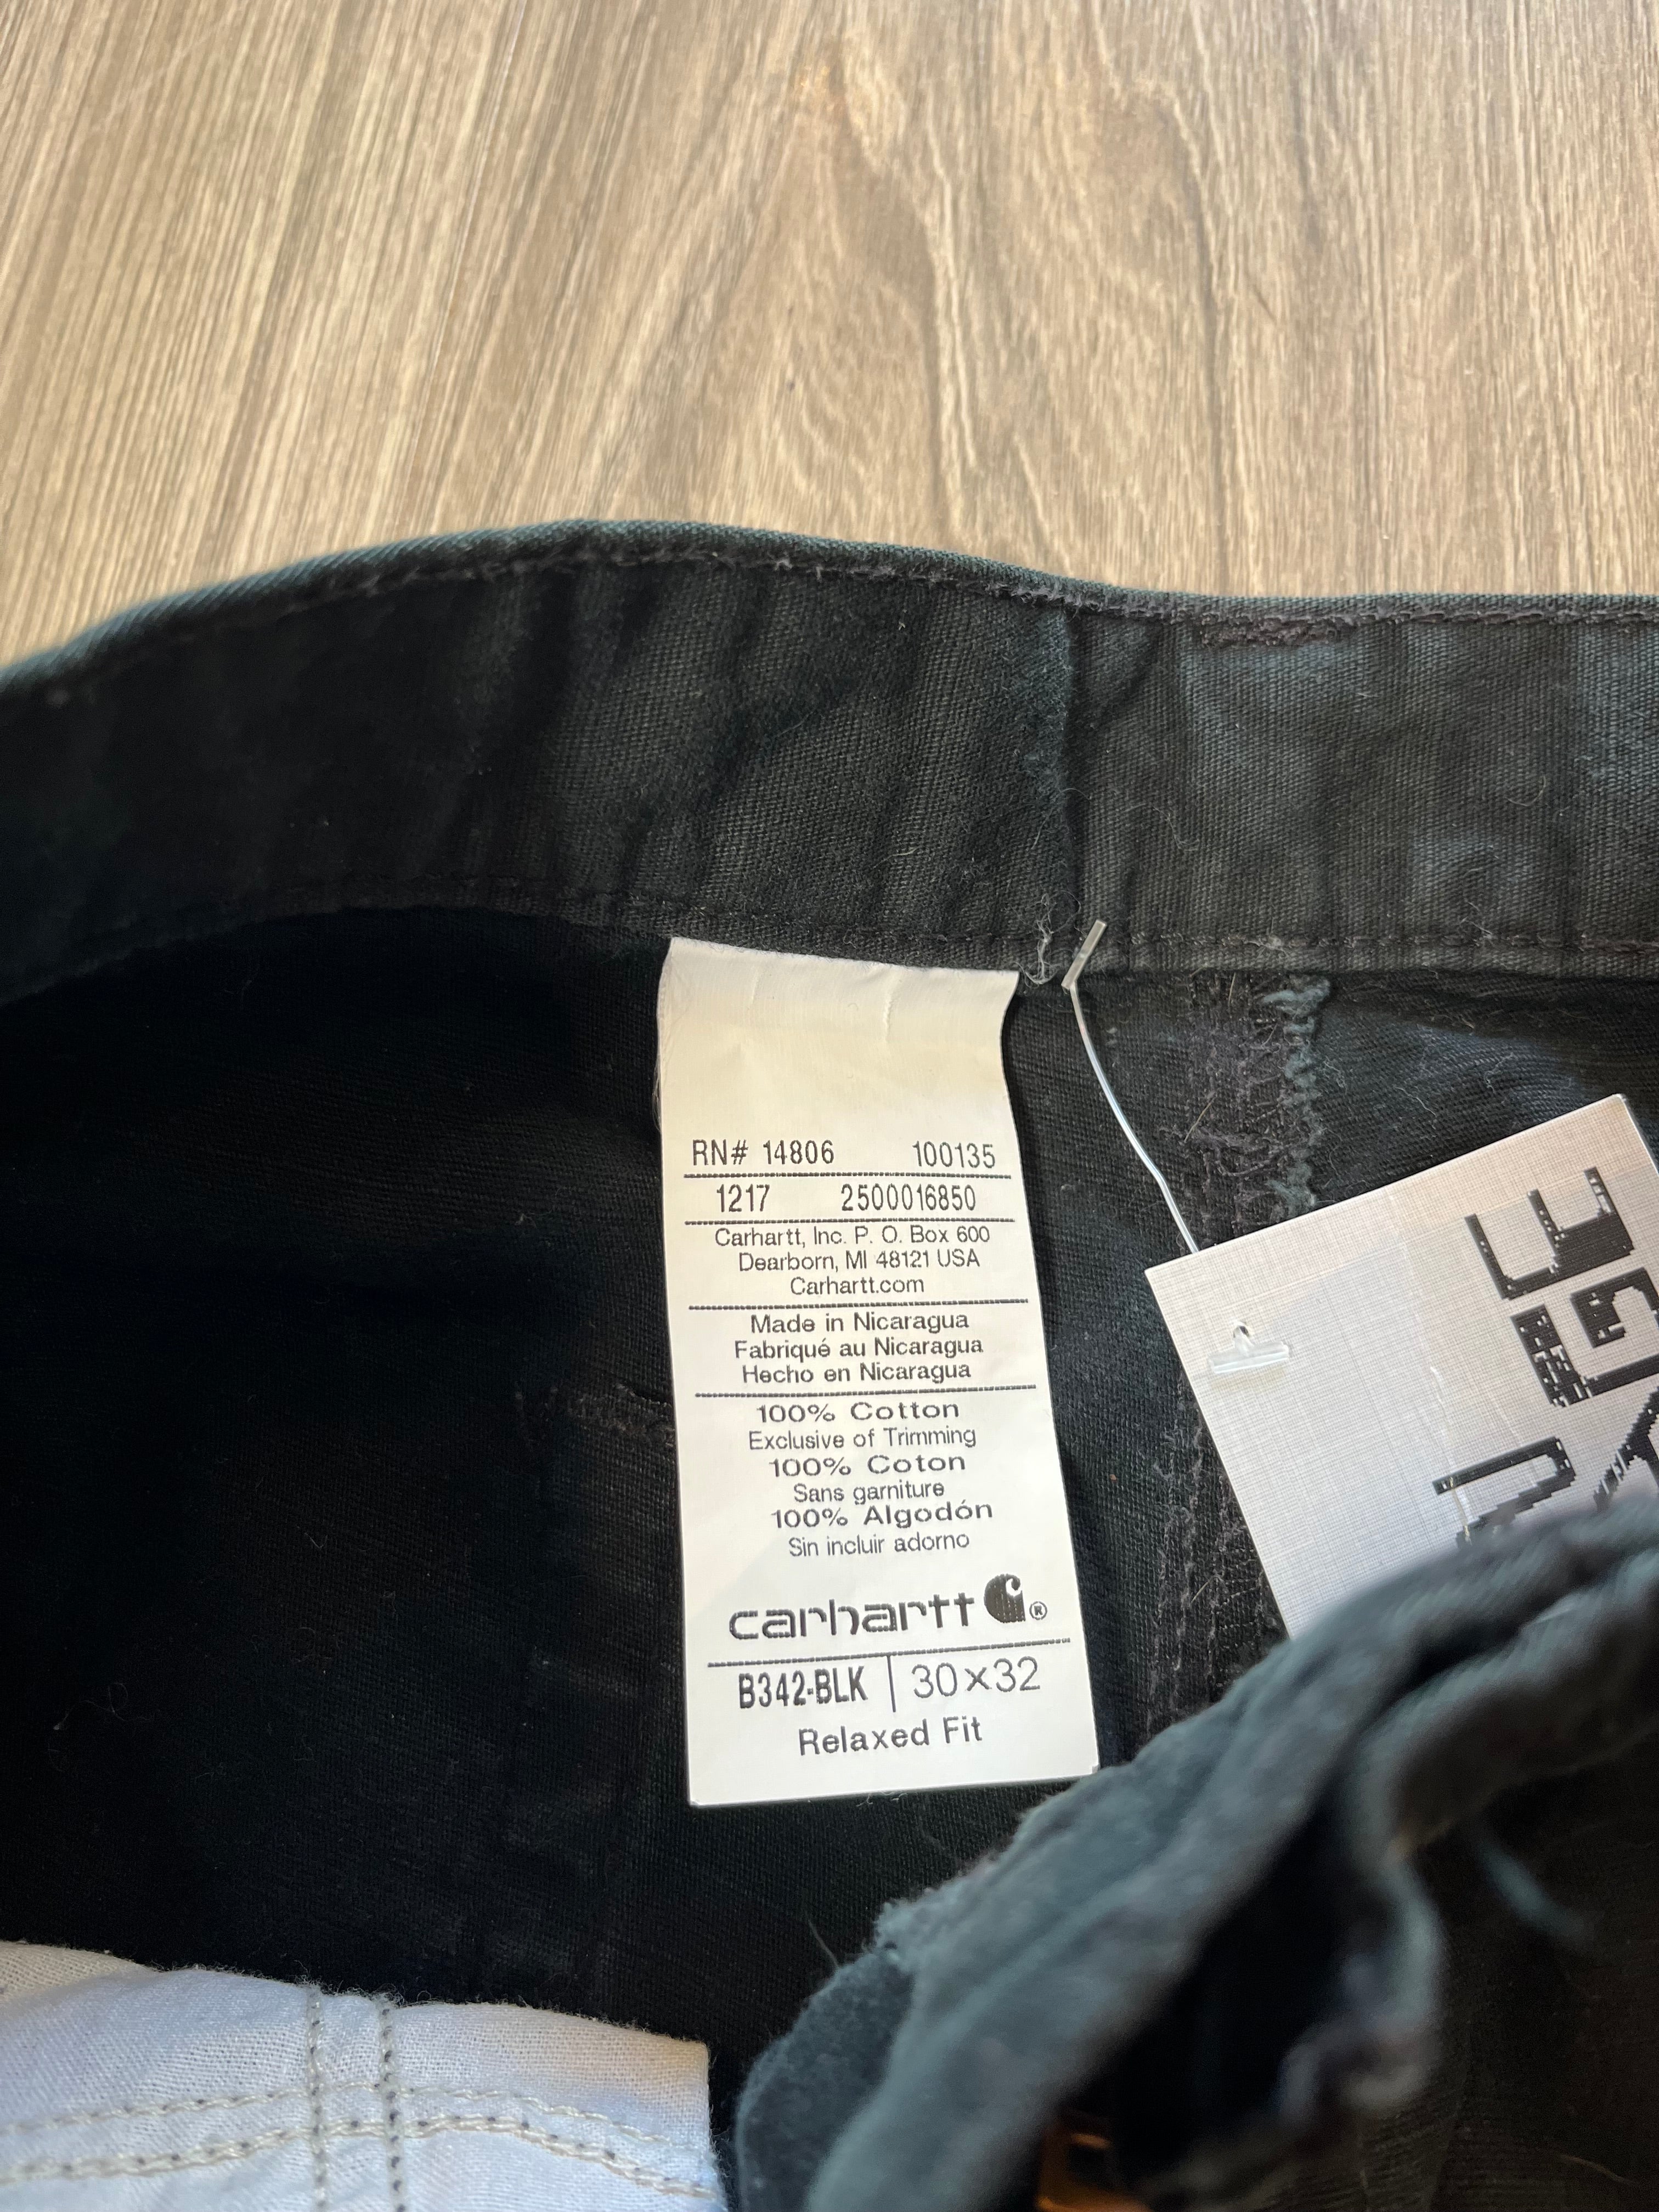 RN# 14806 100135
1217 2500016850
Carhartt, Inc. P. O. Box 600
Dearborn, MI 48121 USA
Carhartt.com
Made in Nicaragua
Fabriqué au Nicaragua
Hecho en Nicaragua
100% Cotton
Exclusive of Trimming
100% Coton
Sans garniture
100% Algodón
Sin incluir adorno
carhartt ®
B342-BLK | 30x32
Relaxed Fit